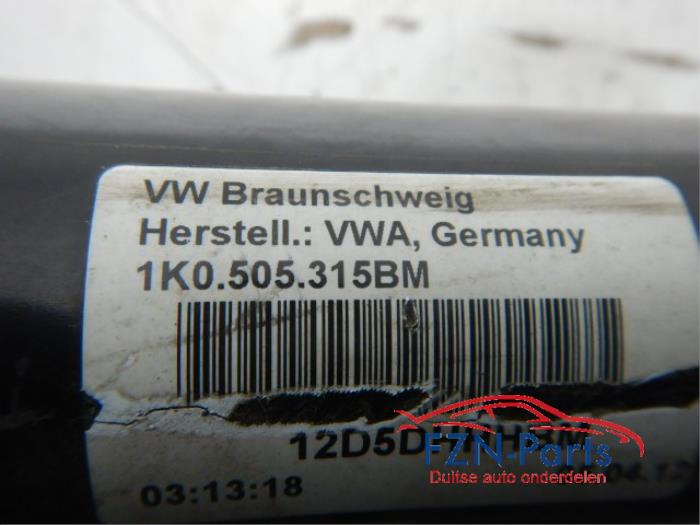 VW Braunschweig
Herstell.: VWA, Germany
1K0.505.315BM
FZN-Parts
Duitse auto onderdelen
03:13:18